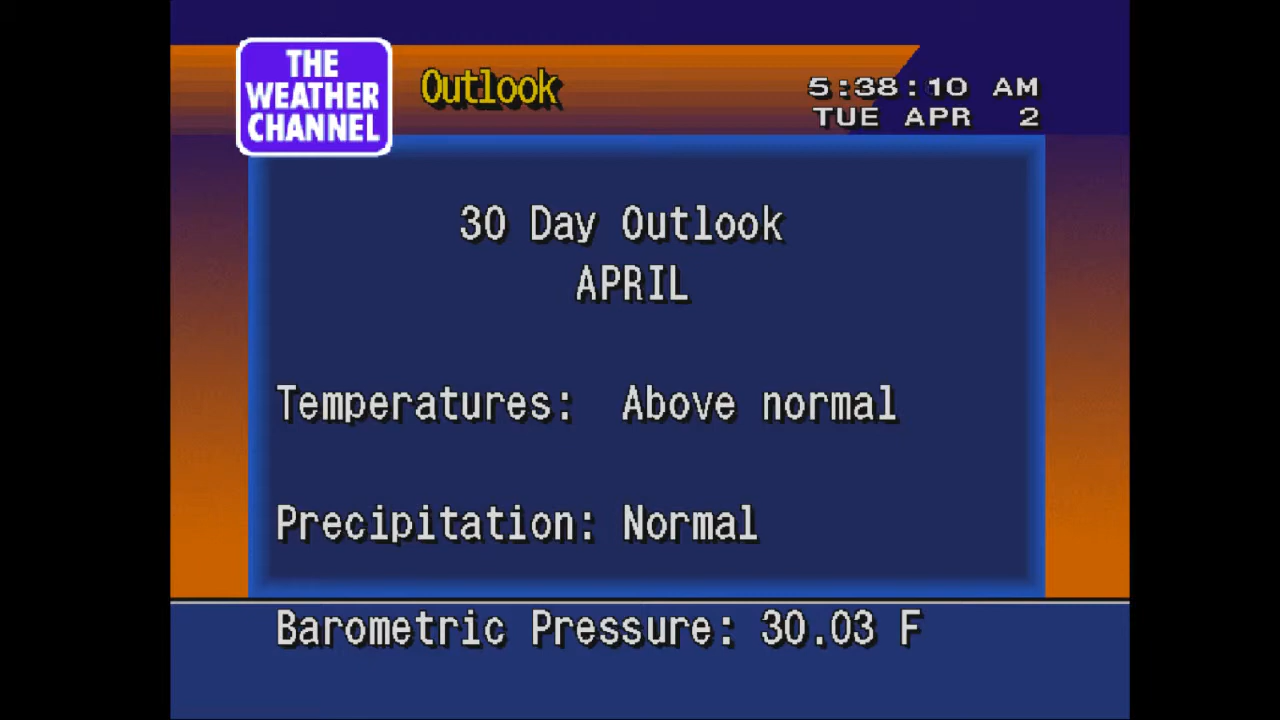 THE
WEATHER
CHANNEL
Outlook
5:38:10 AM
TUE APR 2
30 Day Outlook
APRIL
Temperatures: Above normal
Precipitation: Normal
Barometric Pressure: 30.03 F